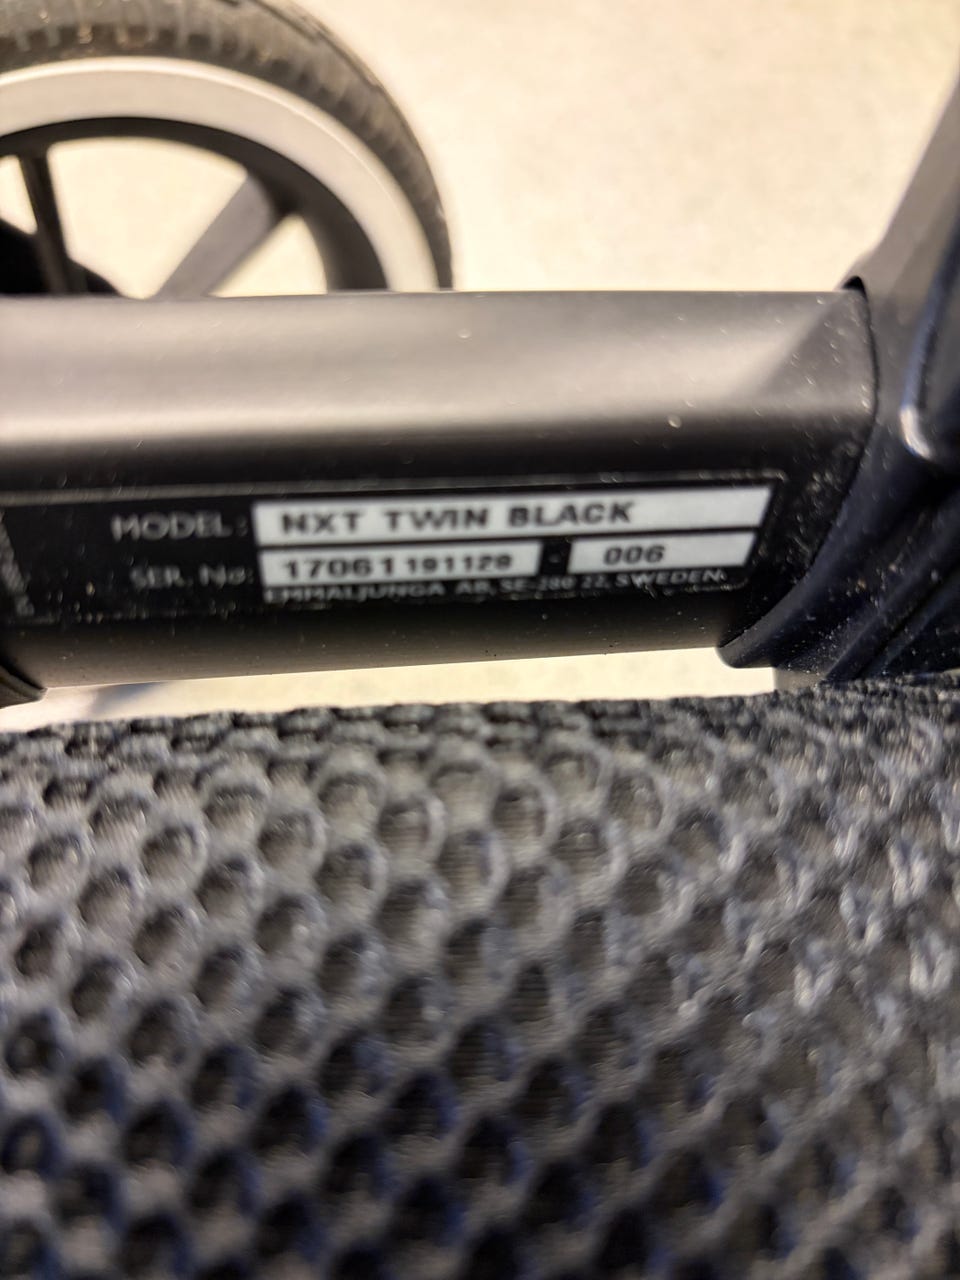 MODEL: NXT TWIN BLACK
SER. No: 17061191129 - 006
EMMALJUNGA AB, SE-280 22, SWEDEN.